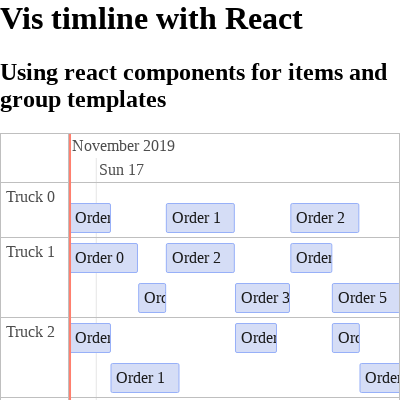 Vis timline with React
Using react components for items and
group templates
November 2019
Sun 17
Truck 0
Order
Order 1
Order 2
Truck 1
Order 0
Order 2
Order
Order 3
Order 5
Truck 2
Order
Order
Order 1
Order